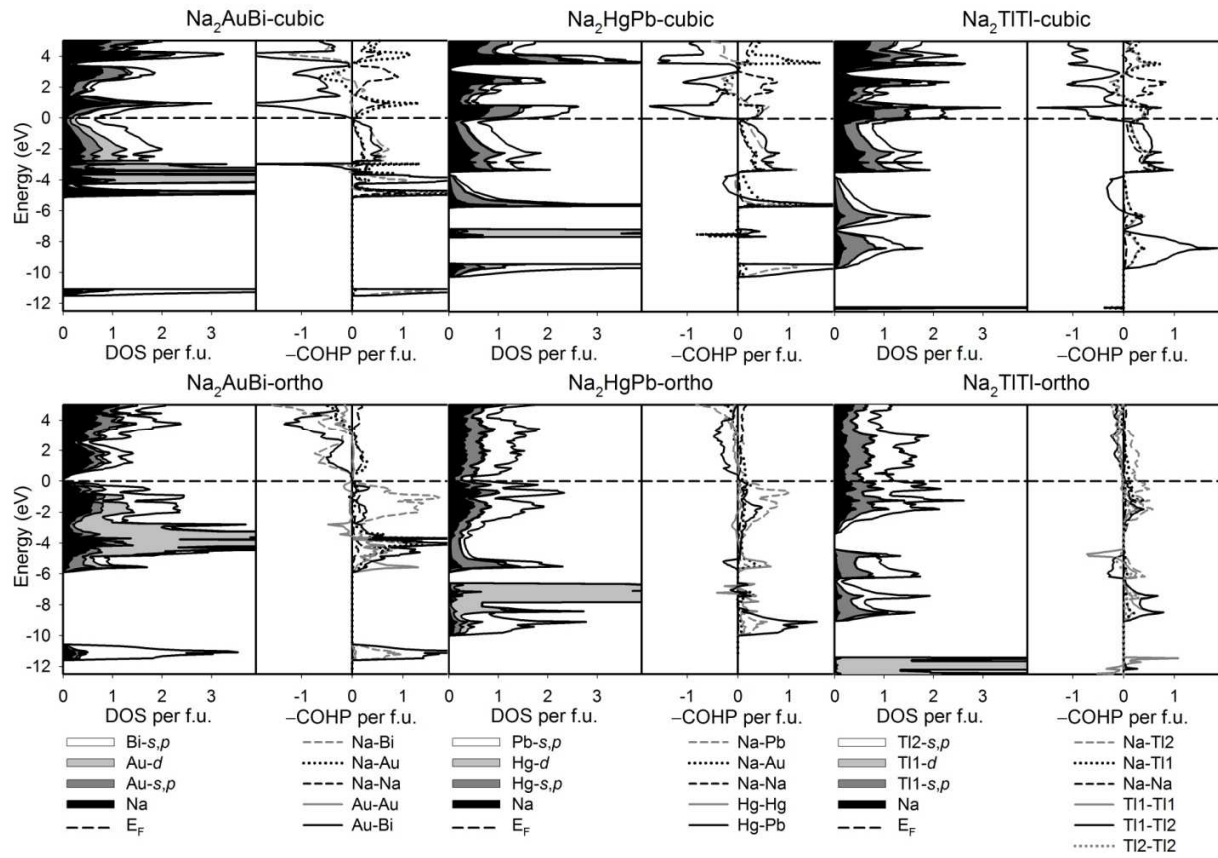 Na2AuBi-cubic
Na2HgPb-cubic
Na2TlTl-cubic
Energy (eV)
4
2
0
-2
-4
-6
-8
-10
-12
0 1 2 3
-1 0 1
0 1 2 3
-1 0 1
0 1 2 3
-1 0 1
DOS per f.u.
−COHP per f.u.
DOS per f.u.
−COHP per f.u.
DOS per f.u.
−COHP per f.u.
Na2AuBi-ortho
Na2HgPb-ortho
Na2TlTl-ortho
Energy (eV)
4
2
0
-2
-4
-6
-8
-10
-12
0 1 2 3
-1 0 1
0 1 2 3
-1 0 1
0 1 2 3
-1 0 1
DOS per f.u.
−COHP per f.u.
DOS per f.u.
−COHP per f.u.
DOS per f.u.
−COHP per f.u.
Bi-s,p
Au-d
Au-s,p
Na
EF
Na-Bi
Na-Au
Na-Na
Au-Au
Au-Bi
Pb-s,p
Hg-d
Hg-s,p
Na
EF
Na-Pb
Na-Au
Na-Na
Hg-Hg
Hg-Pb
Tl2-s,p
Tl1-d
Tl1-s,p
Na
EF
Na-Tl2
Na-Tl1
Na-Na
Tl1-Tl1
Tl1-Tl2
Tl2-Tl2